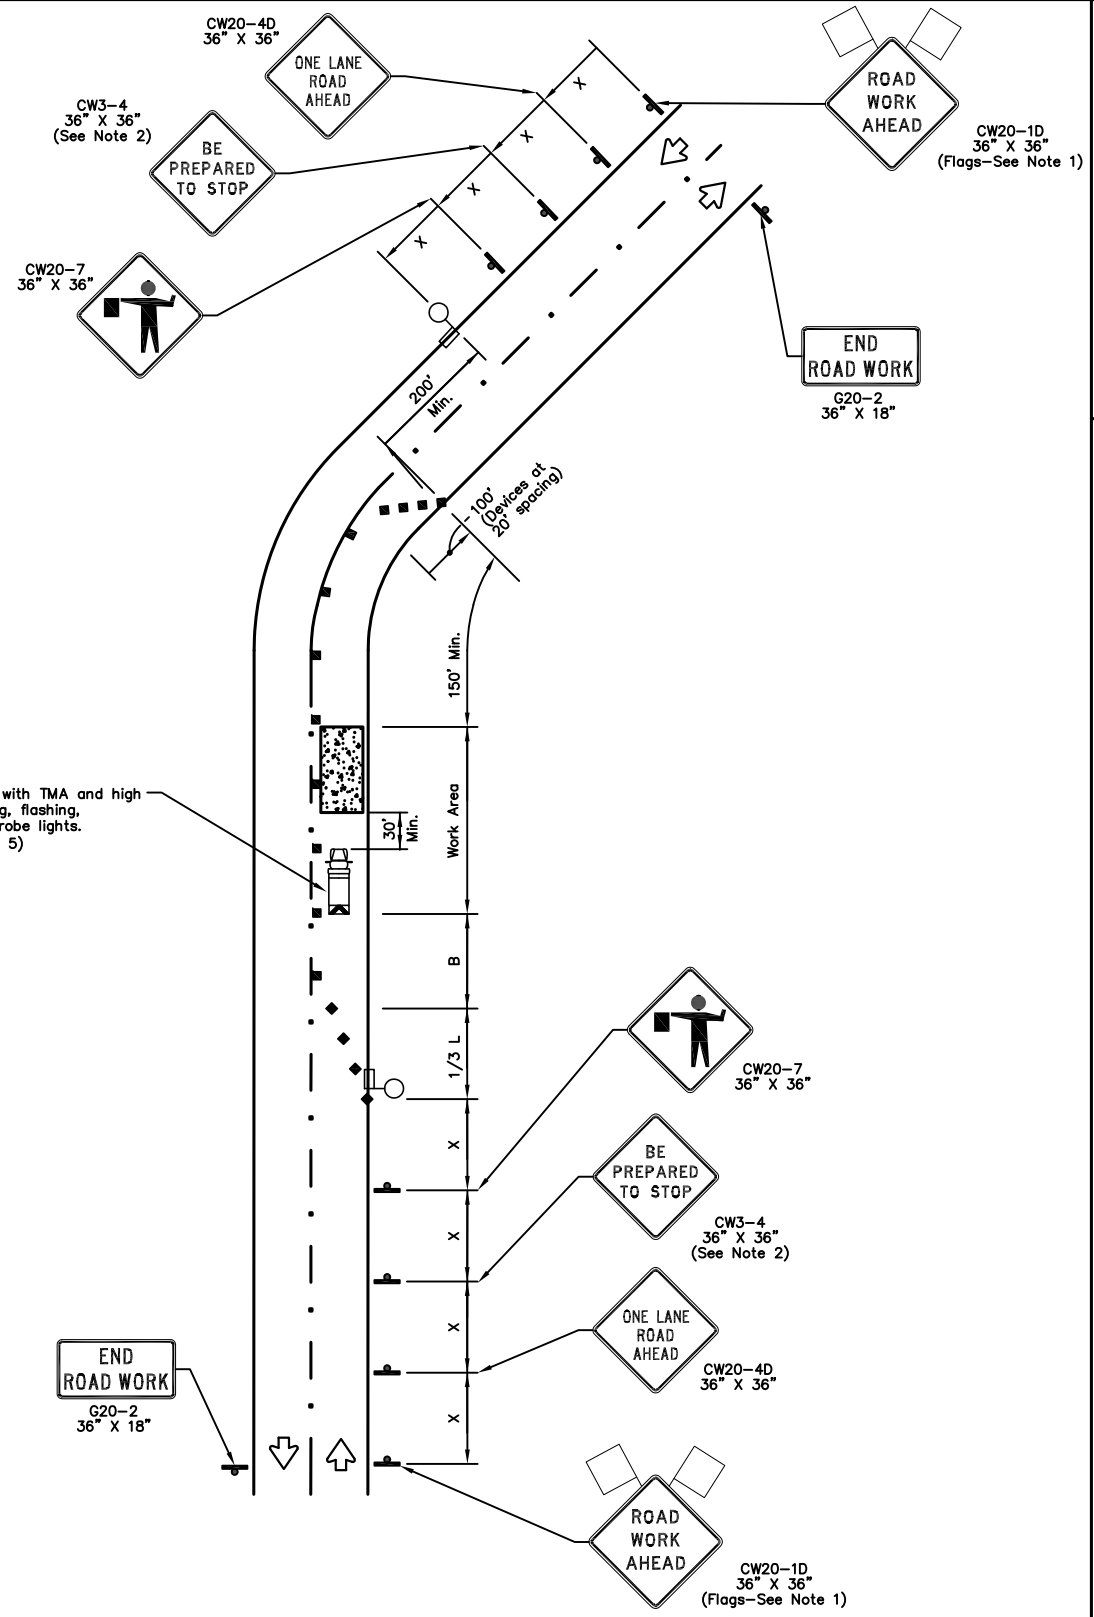 CW20-4D
36" X 36"
ONE LANE
ROAD
AHEAD
ROAD
WORK
AHEAD
CW20-1D
36" X 36"
(Flags-See Note 1)
CW3-4
36" X 36"
(See Note 2)
BE
PREPARED
TO STOP
X
X
X
X
CW20-7
36" X 36"
END
ROAD WORK
G20-2
36" X 18"
200'
Min.
100'
(Devices at
20' spacing)
150' Min.
with TMA and high
g, flashing,
robe lights.
5)
30'
Min.
Work Area
B
1/3 L
CW20-7
36" X 36"
X
BE
PREPARED
TO STOP
CW3-4
36" X 36"
(See Note 2)
X
ONE LANE
ROAD
AHEAD
CW20-4D
36" X 36"
X
END
ROAD WORK
G20-2
36" X 18"
X
ROAD
WORK
AHEAD
CW20-1D
36" X 36"
(Flags-See Note 1)